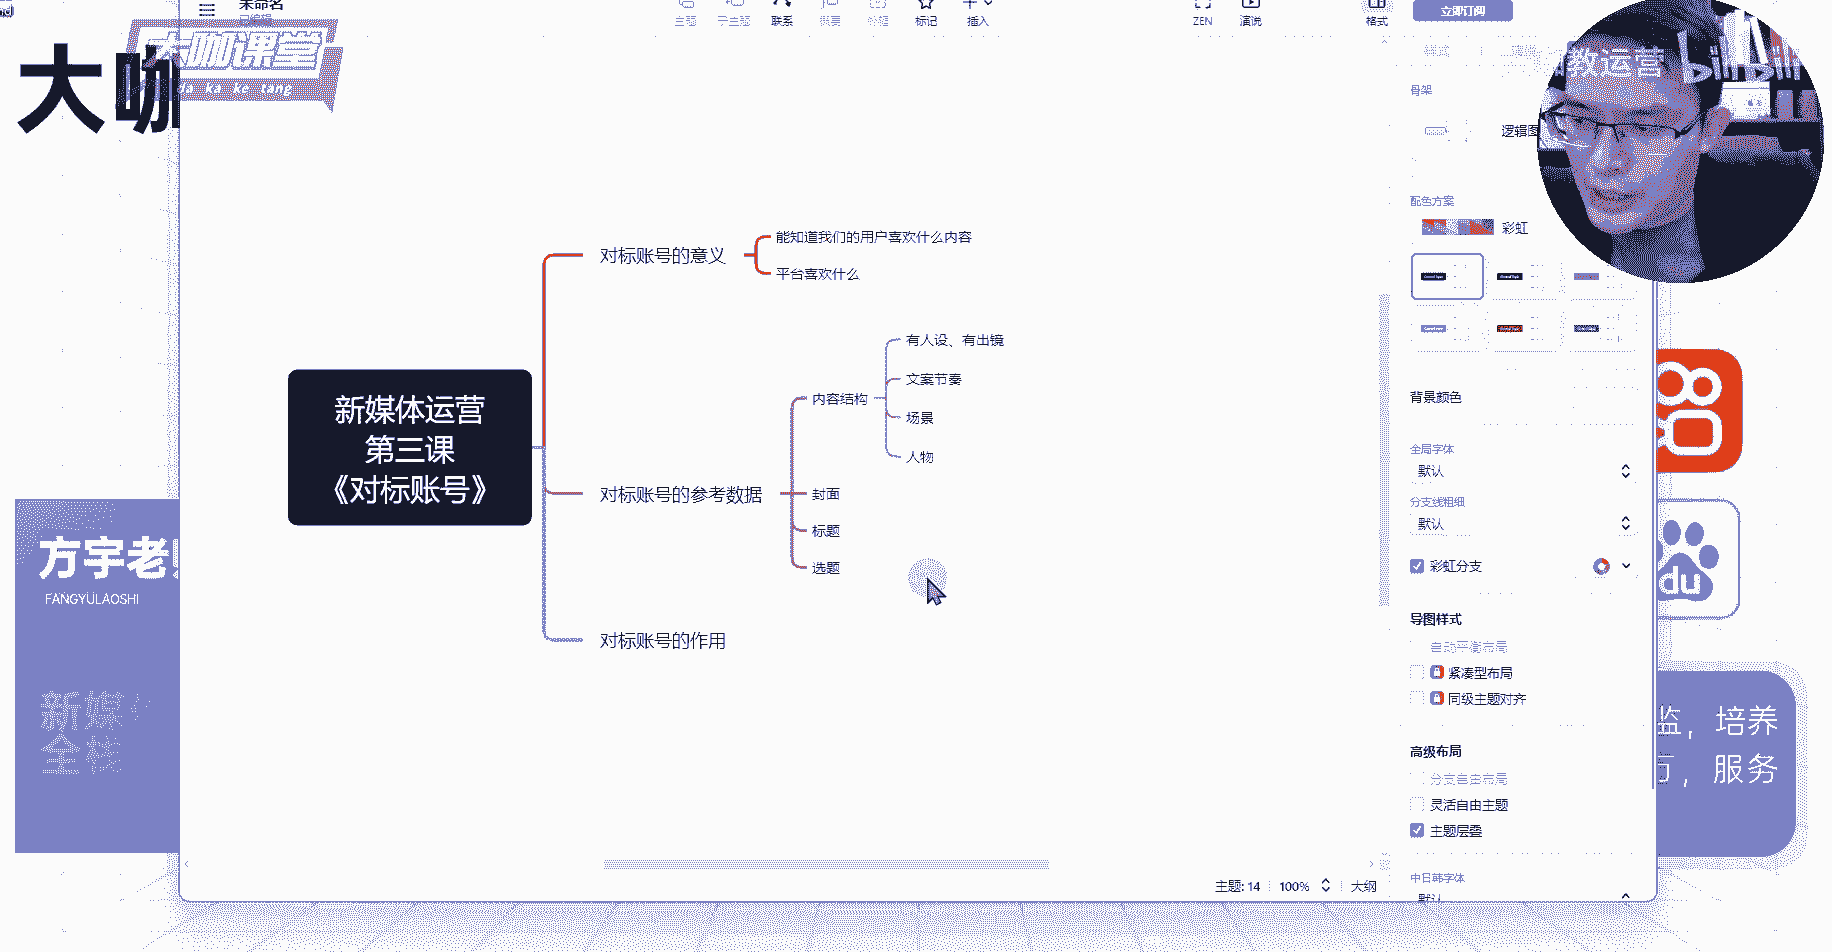 未命名
已编辑
主题
子主题
联系
概要
标记
插入
ZEN
演说
格式
立即订阅
大咖
大咖课堂
da ka ke tang
教运营
bilibili
骨架
逻辑图
配色方案
彩虹
背景颜色
全局字体
默认
分支线粗细
默认
彩虹分支
导图样式
自动平衡布局
紧凑型布局
同级主题对齐
高级布局
分支自由布局
灵活自由主题
主题层叠
中日韩字体
默认
新媒体运营
第三课
《对标账号》
对标账号的意义
能知道我们的用户喜欢什么内容
平台喜欢什么
对标账号的参考数据
内容结构
有人设、有出镜
文案节奏
场景
人物
封面
标题
选题
对标账号的作用
方宇老
FANGYULAOSHI
新媒
全栈
du
监，培养
，服务
主题: 14
100%
大纲